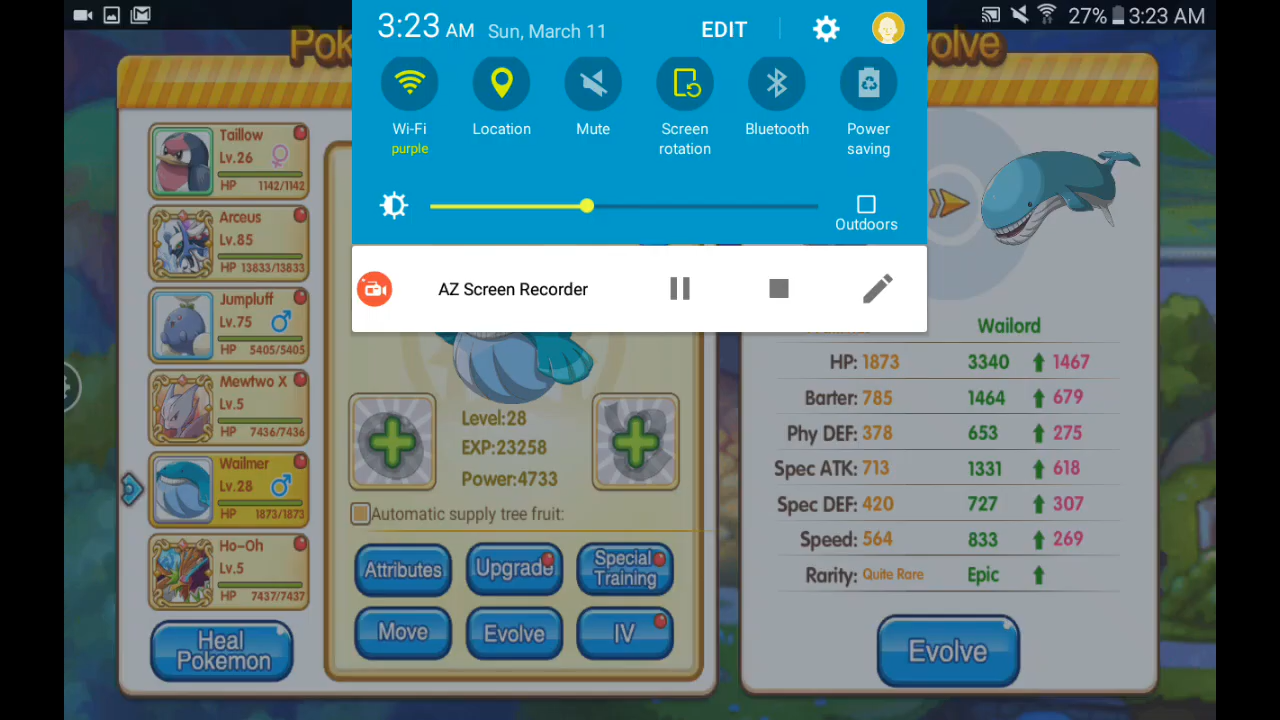 27% 3:23 AM
3:23 AM Sun, March 11 EDIT
Wi-Fi
purple
Location
Mute
Screen
rotation
Bluetooth
Power
saving
Outdoors
AZ Screen Recorder
Taillow
Lv.26
HP 1142/1142
Arceus
Lv.85
HP 13833/13833
Jumpluff
Lv.75
HP 5405/5405
Mewtwo X
Lv.5
HP 7436/7436
Wailmer
Lv.28
HP 1873/1873
Ho-Oh
Lv.5
HP 7437/7437
Heal
Pokemon
Level:28
EXP:23258
Power:4733
Automatic supply tree fruit:
Attributes
Upgrade
Special
Training
Move
Evolve
IV
Wailord
HP: 1873 3340 1467
Barter: 785 1464 679
Phy DEF: 378 653 275
Spec ATK: 713 1331 618
Spec DEF: 420 727 307
Speed: 564 833 269
Rarity: Quite Rare Epic
Evolve